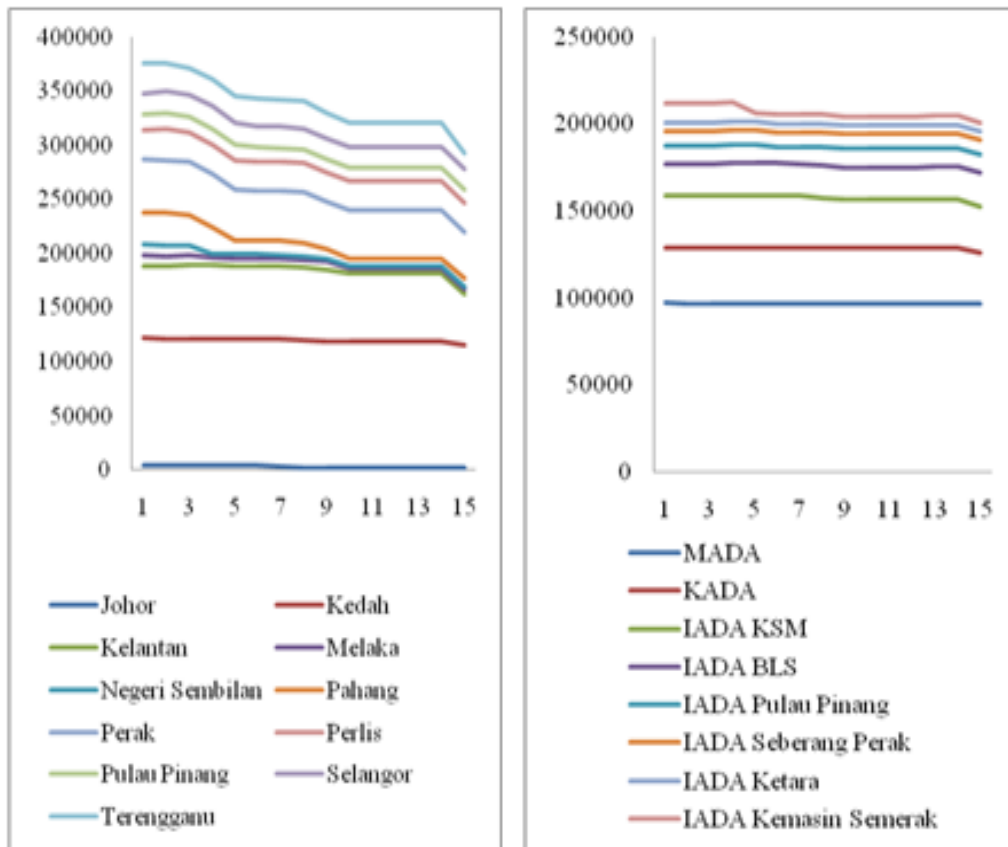 400000
350000
300000
250000
200000
150000
100000
50000
0
1 3 5 7 9 11 13 15
Johor Kedah
Kelantan Melaka
Negeri Sembilan Pahang
Perak Perlis
Pulau Pinang Selangor
Terengganu
250000
200000
150000
100000
50000
0
1 3 5 7 9 11 13 15
MADA
KADA
IADA KSM
IADA BLS
IADA Pulau Pinang
IADA Seberang Perak
IADA Ketara
IADA Kemasin Semerak